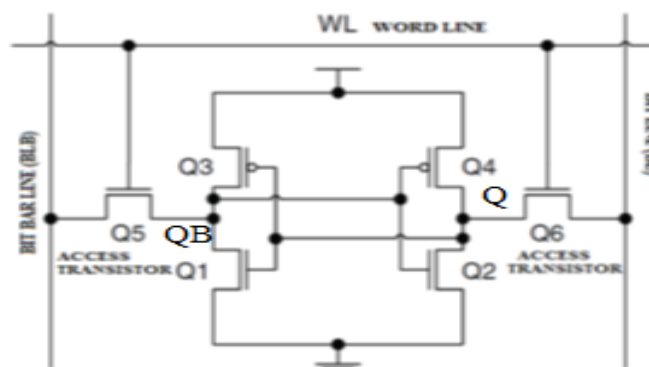 WL WORD LINE
BIT BAR LINE (BLB)
Q3
Q4
Q
Q5
QB
Q6
ACCESS
TRANSISTOR
Q1
Q2
ACCESS
TRANSISTOR